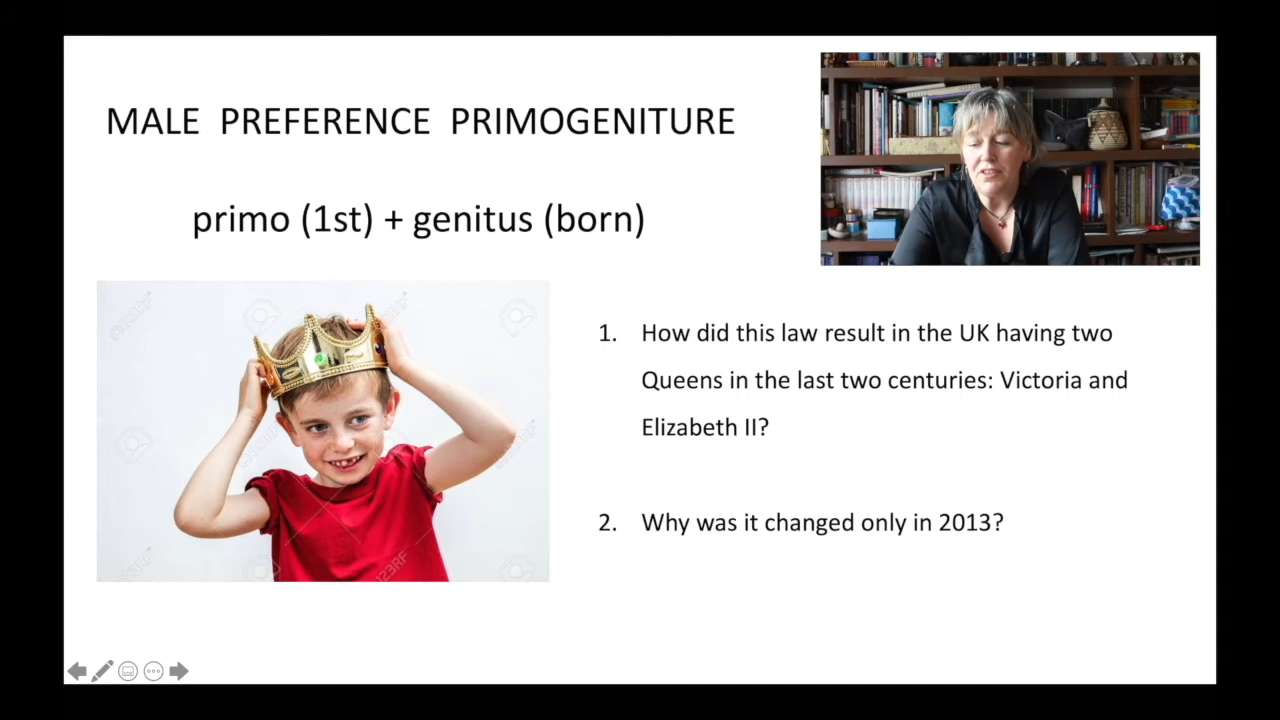 MALE PREFERENCE PRIMOGENITURE
primo (1st) + genitus (born)
1. How did this law result in the UK having two
Queens in the last two centuries: Victoria and
Elizabeth II?
2. Why was it changed only in 2013?
123RF